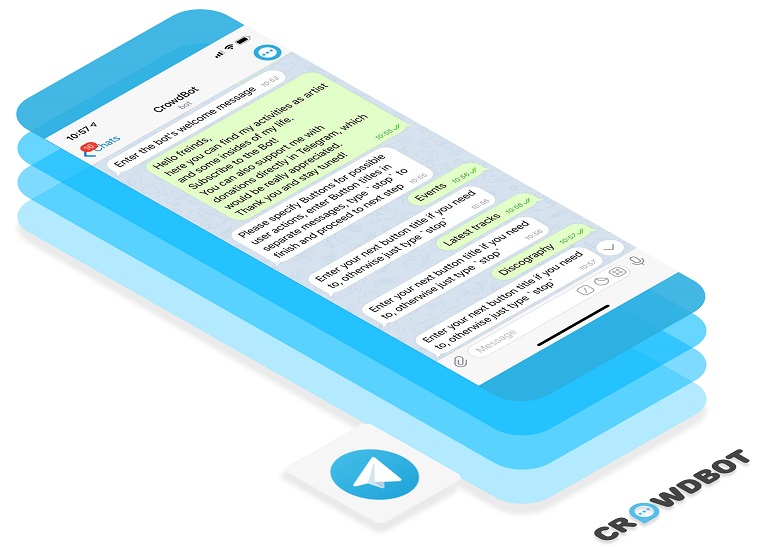 10:57
Chats
16
CrowdBot
bot
Enter the bot's welcome message 10:53
Hello freinds,
here you can find my activities as artist
and some insides of my life.
Subscribe to the Bot!
You can also support me with
donations directly in Telegram, which
would be really appreciated.
Thank you and stay tuned! 10:55
Please specify Buttons for possible
user actions, enter Button titles in
separate messages, type `stop` to
finish and proceed to next step 10:55
Events 10:56
Enter your next button title if you need
to, otherwise just type `stop` 10:56
Latest tracks 10:56
Enter your next button title if you need
to, otherwise just type `stop` 10:56
Discography 10:57
Enter your next button title if you need
to, otherwise just type `stop` 10:57
Message
CROWDBOT